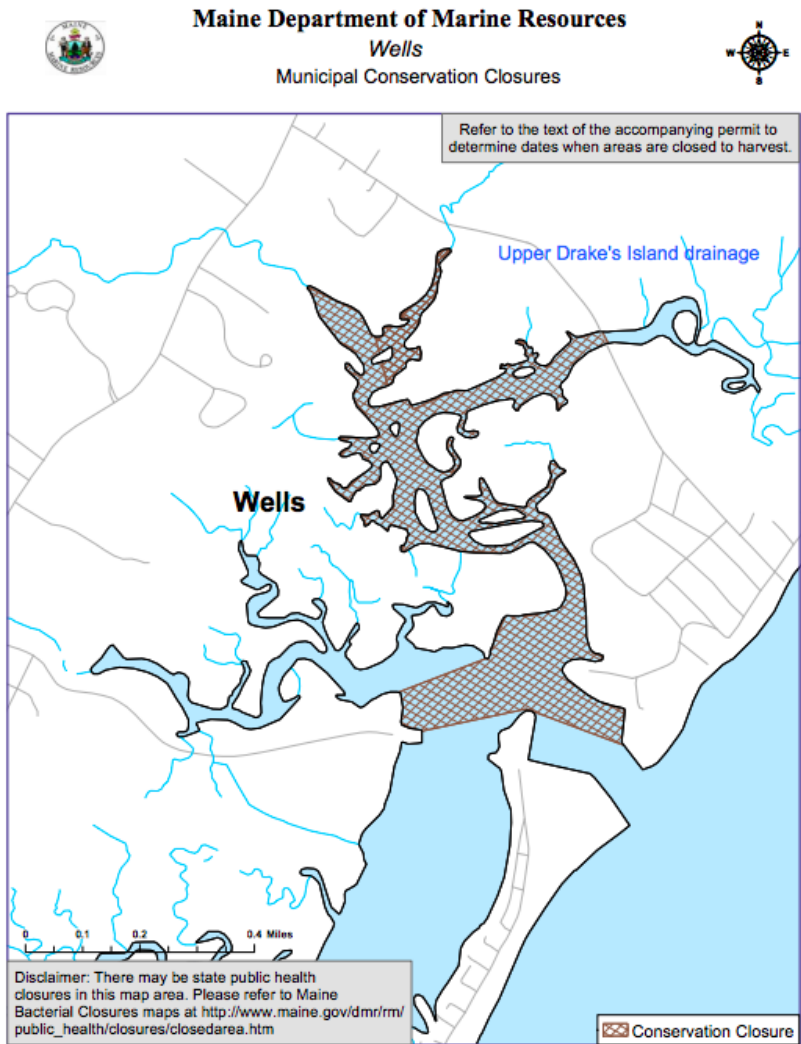 Maine Department of Marine Resources
Wells
Municipal Conservation Closures
MAINE
MARINE RESOURCES
N
W
E
S
Refer to the text of the accompanying permit to
determine dates when areas are closed to harvest.
Upper Drake's Island drainage
Wells
0 0.1 0.2 0.4 Miles
Disclaimer: There may be state public health
closures in this map area. Please refer to Maine
Bacterial Closures maps at http://www.maine.gov/dmr/rm/
public_health/closures/closedarea.htm
Conservation Closure